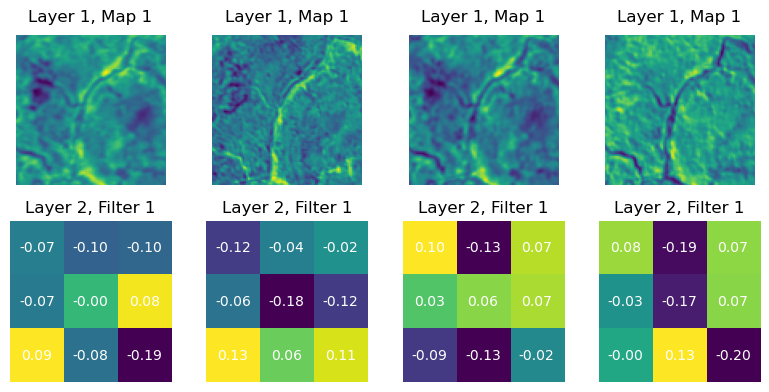 Layer 1, Map 1 Layer 1, Map 1 Layer 1, Map 1 Layer 1, Map 1
Layer 2, Filter 1 Layer 2, Filter 1 Layer 2, Filter 1 Layer 2, Filter 1
-0.07 -0.10 -0.10 -0.12 -0.04 -0.02 0.10 -0.13 0.07 0.08 -0.19 0.07
-0.07 -0.00 0.08 -0.06 -0.18 -0.12 0.03 0.06 0.07 -0.03 -0.17 0.07
0.09 -0.08 -0.19 0.13 0.06 0.11 -0.09 -0.13 -0.02 -0.00 0.13 -0.20